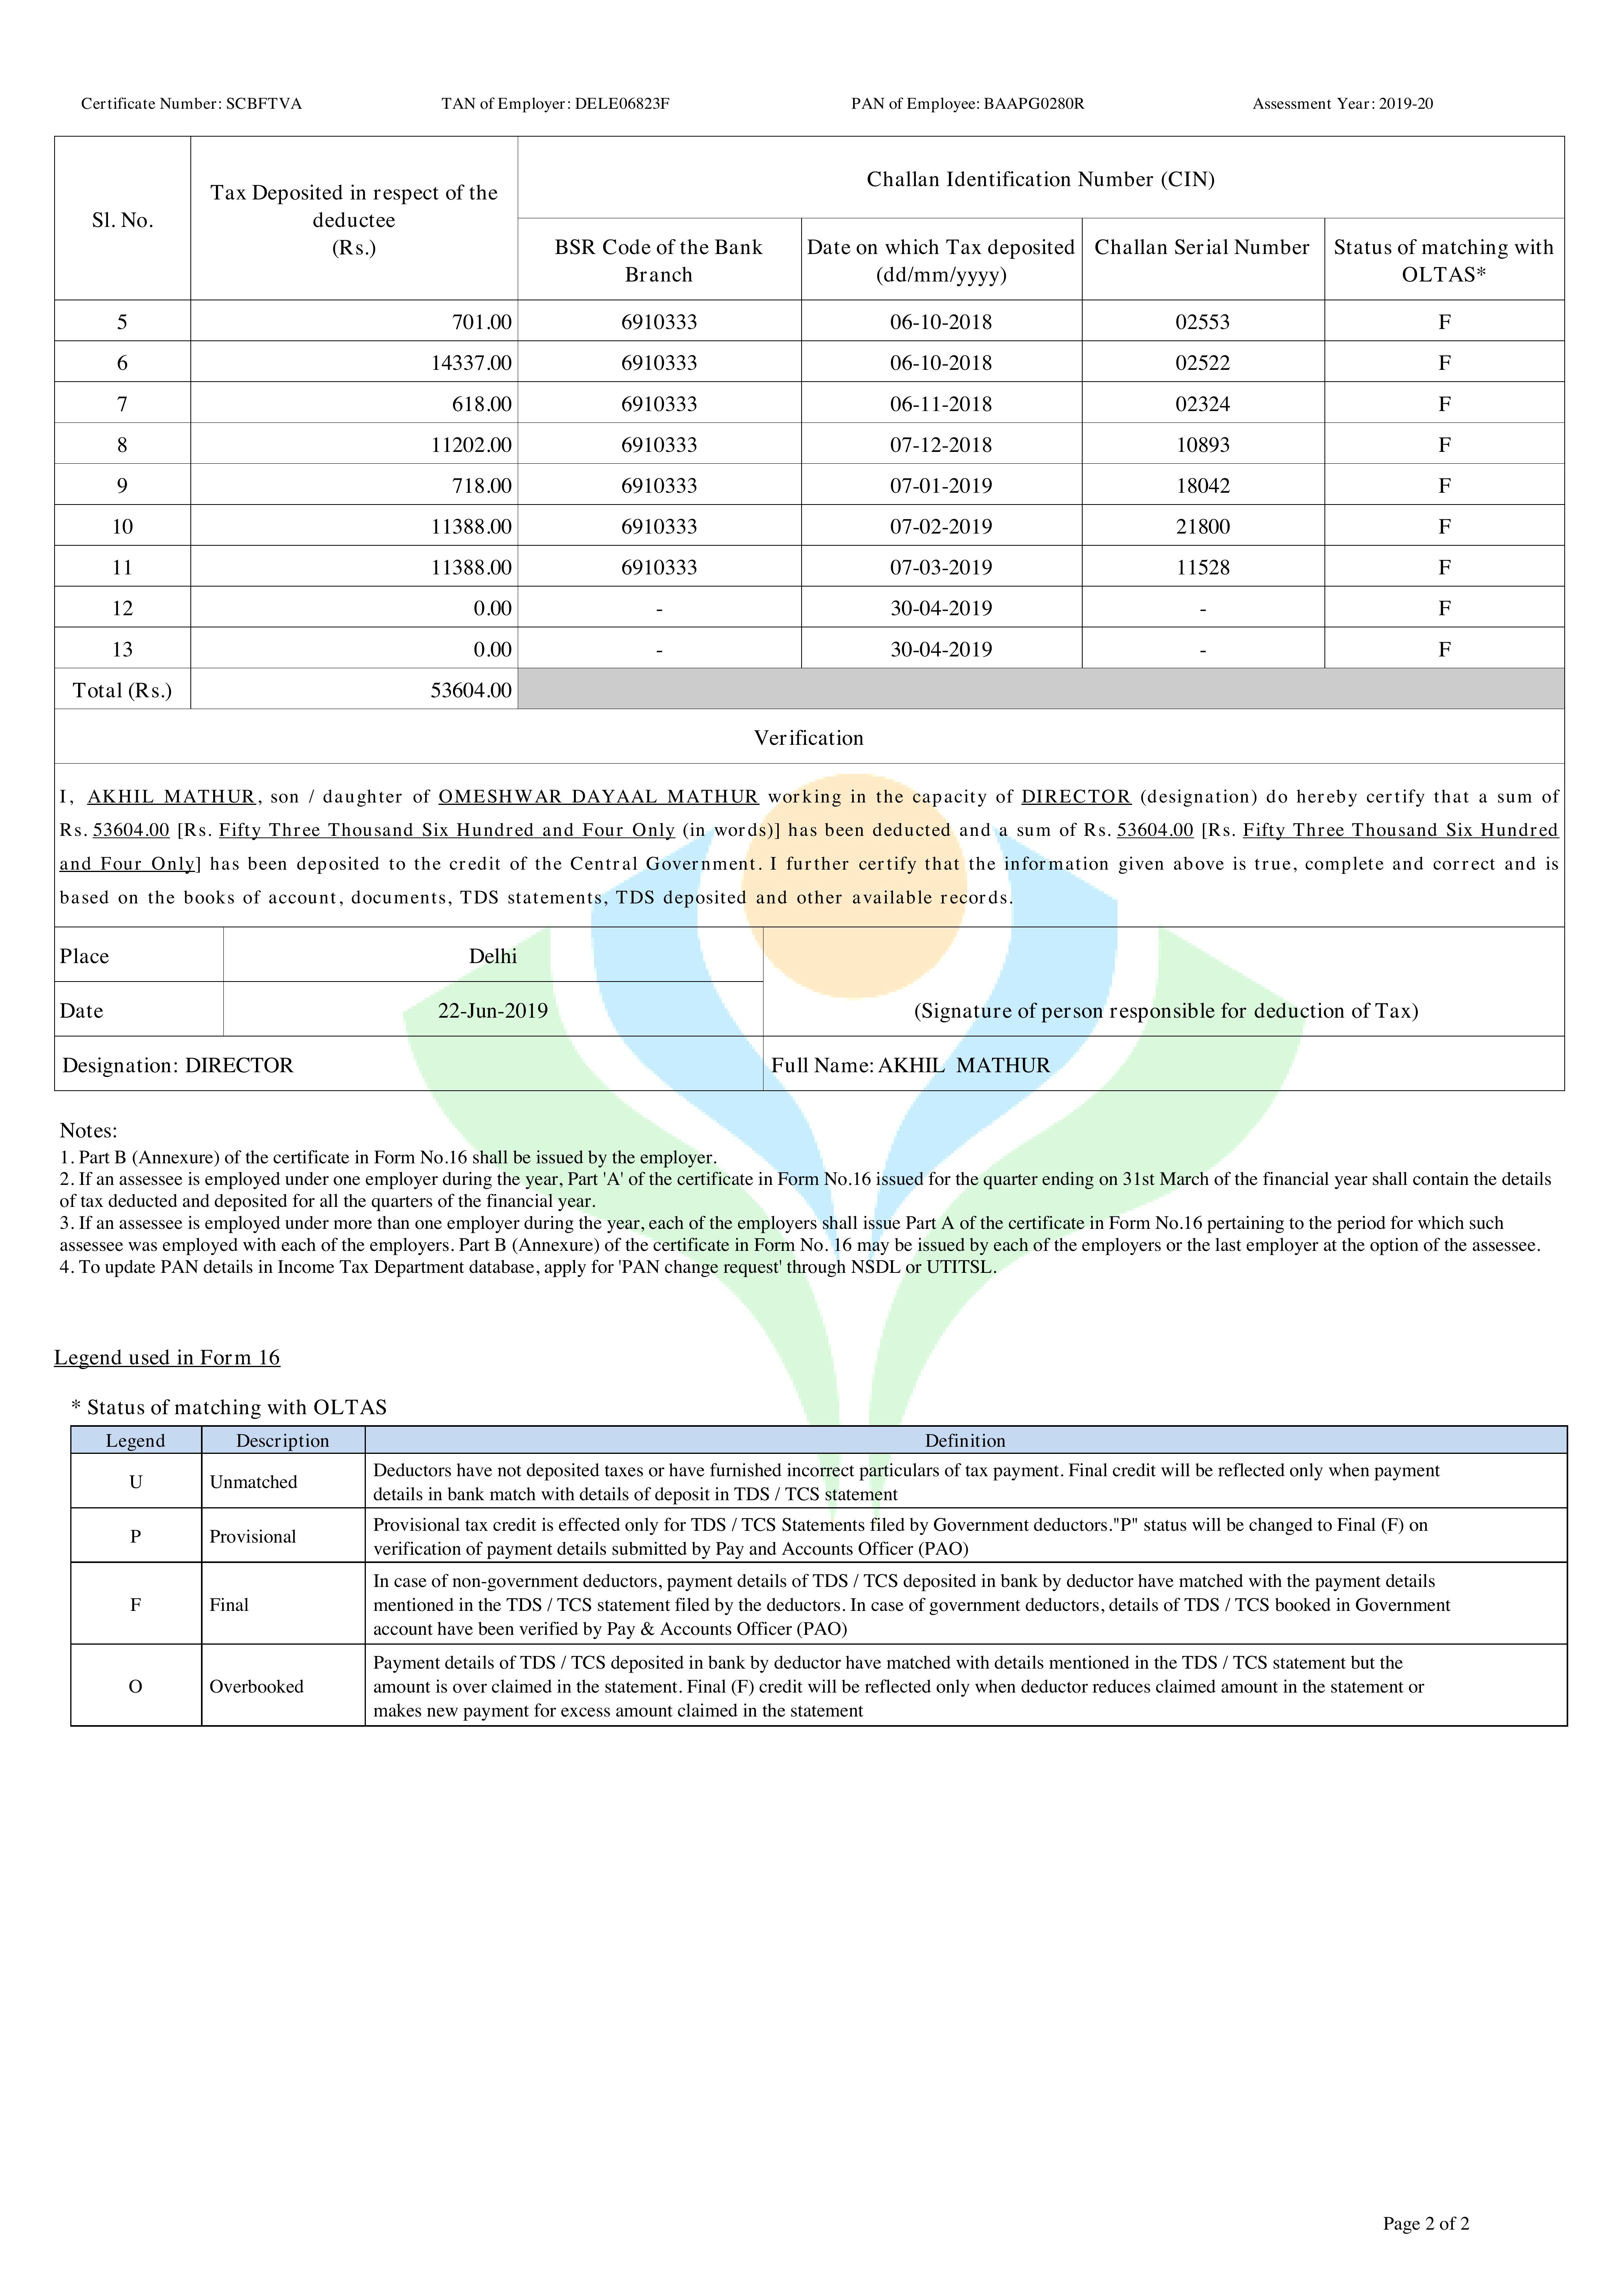 Certificate Number: SCBFTVA TAN of Employer: DELE06823F PAN of Employee: BAAPG0280R Assessment Year: 2019-20
Sl. No.
Tax Deposited in respect of the
deductee
(Rs.)
Challan Identification Number (CIN)
BSR Code of the Bank
Branch
Date on which Tax deposited
(dd/mm/yyyy)
Challan Serial Number
Status of matching with
OLTAS*
5 701.00 6910333 06-10-2018 02553 F
6 14337.00 6910333 06-10-2018 02522 F
7 618.00 6910333 06-11-2018 02324 F
8 11202.00 6910333 07-12-2018 10893 F
9 718.00 6910333 07-01-2019 18042 F
10 11388.00 6910333 07-02-2019 21800 F
11 11388.00 6910333 07-03-2019 11528 F
12 0.00 - 30-04-2019 - F
13 0.00 - 30-04-2019 - F
Total (Rs.) 53604.00
Verification
I, AKHIL MATHUR, son / daughter of OMESHWAR DAYAAL MATHUR working in the capacity of DIRECTOR (designation) do hereby certify that a sum of
Rs. 53604.00 [Rs. Fifty Three Thousand Six Hundred and Four Only (in words)] has been deducted and a sum of Rs. 53604.00 [Rs. Fifty Three Thousand Six Hundred
and Four Only] has been deposited to the credit of the Central Government. I further certify that the information given above is true, complete and correct and is
based on the books of account, documents, TDS statements, TDS deposited and other available records.
Place Delhi
Date 22-Jun-2019 (Signature of person responsible for deduction of Tax)
Designation: DIRECTOR Full Name: AKHIL MATHUR
Notes:
1. Part B (Annexure) of the certificate in Form No.16 shall be issued by the employer.
2. If an assessee is employed under one employer during the year, Part 'A' of the certificate in Form No.16 issued for the quarter ending on 31st March of the financial year shall contain the details
of tax deducted and deposited for all the quarters of the financial year.
3. If an assessee is employed under more than one employer during the year, each of the employers shall issue Part A of the certificate in Form No.16 pertaining to the period for which such
assessee was employed with each of the employers. Part B (Annexure) of the certificate in Form No. 16 may be issued by each of the employers or the last employer at the option of the assessee.
4. To update PAN details in Income Tax Department database, apply for 'PAN change request' through NSDL or UTITSL.
Legend used in Form 16
* Status of matching with OLTAS
Legend Description Definition
U Unmatched
Deductors have not deposited taxes or have furnished incorrect particulars of tax payment. Final credit will be reflected only when payment
details in bank match with details of deposit in TDS / TCS statement
P Provisional
Provisional tax credit is effected only for TDS / TCS Statements filed by Government deductors."P" status will be changed to Final (F) on
verification of payment details submitted by Pay and Accounts Officer (PAO)
F Final
In case of non-government deductors, payment details of TDS / TCS deposited in bank by deductor have matched with the payment details
mentioned in the TDS / TCS statement filed by the deductors. In case of government deductors, details of TDS / TCS booked in Government
account have been verified by Pay & Accounts Officer (PAO)
O Overbooked
Payment details of TDS / TCS deposited in bank by deductor have matched with details mentioned in the TDS / TCS statement but the
amount is over claimed in the statement. Final (F) credit will be reflected only when deductor reduces claimed amount in the statement or
makes new payment for excess amount claimed in the statement
Page 2 of 2